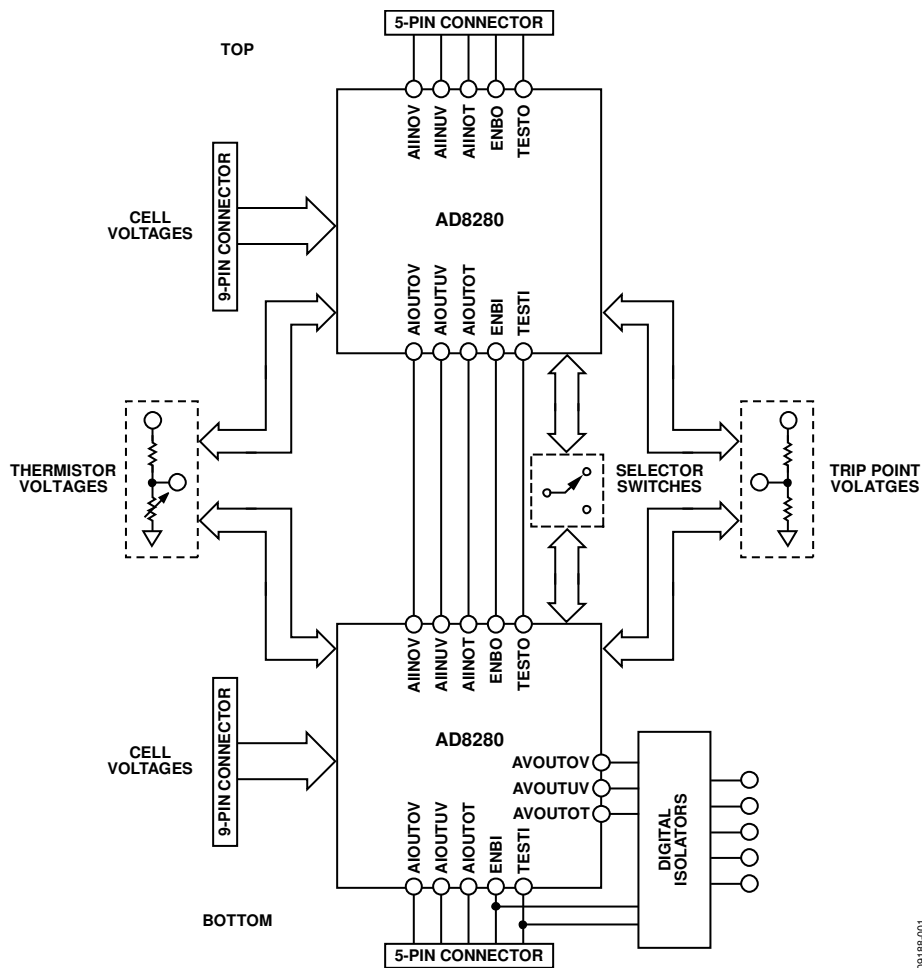 5-PIN CONNECTOR
TOP
AIINOV
AIINUV
AIINOT
ENBO
TESTO
9-PIN CONNECTOR
CELL
VOLTAGES
AD8280
AIOUTOV
AIOUTUV
AIOUTOT
ENBI
TESTI
THERMISTOR
VOLTAGES
SELECTOR
SWITCHES
TRIP POINT
VOLATGES
AIINOV
AIINUV
AIINOT
ENBO
TESTO
9-PIN CONNECTOR
CELL
VOLTAGES
AD8280
AVOUTOV
AVOUTUV
AVOUTOT
DIGITAL
ISOLATORS
AIOUTOV
AIOUTUV
AIOUTOT
ENBI
TESTI
BOTTOM
5-PIN CONNECTOR
09188-001